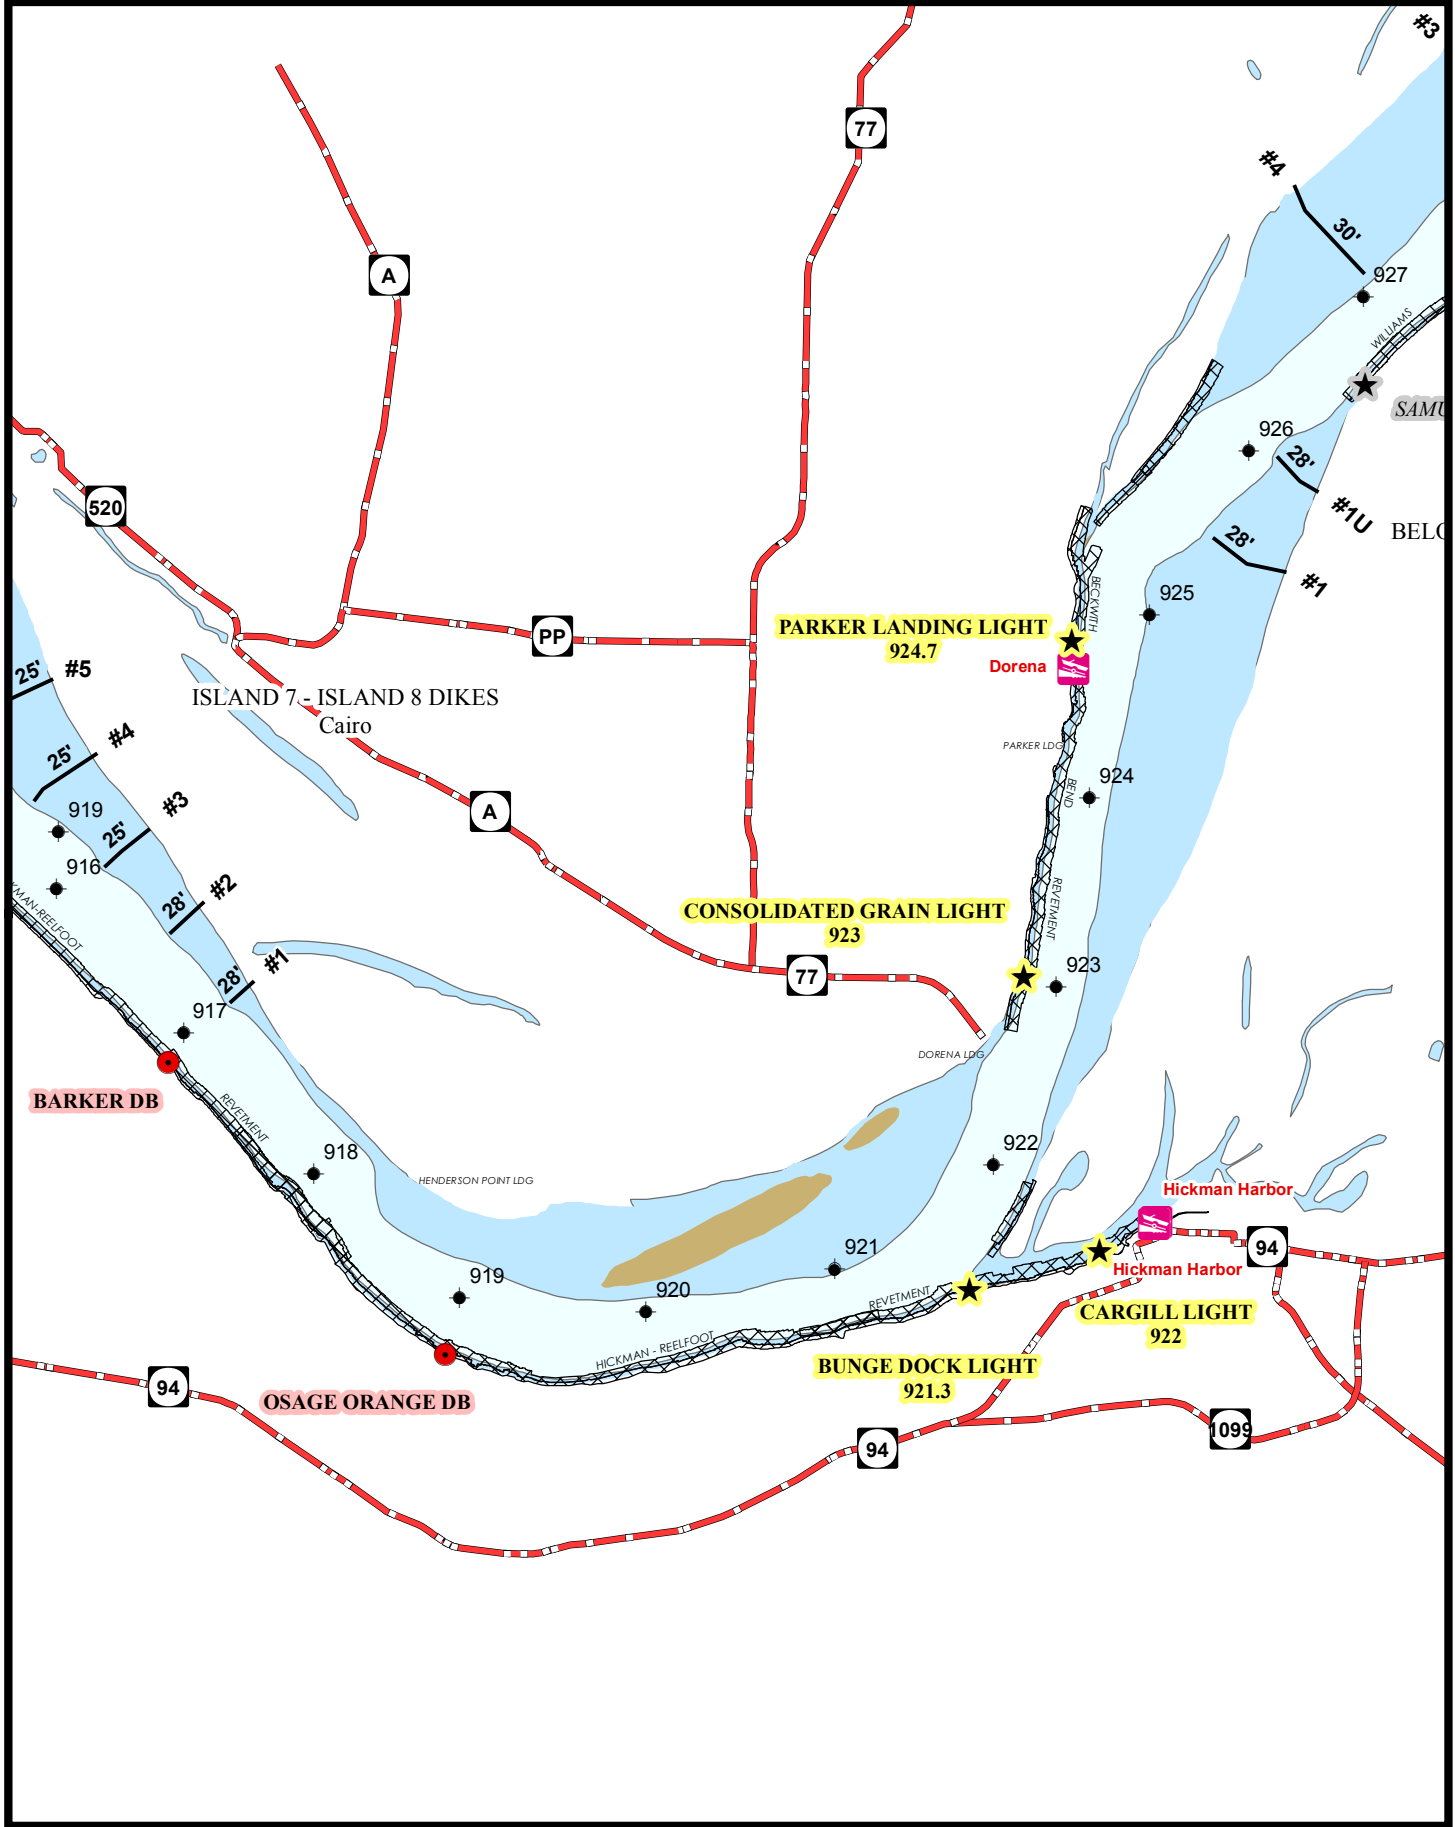 #3
77
#4
30'
A
927
WILLIAMS
926
28'
520
#1U
BELO
28'
#1
BECKWITH
925
PARKER LANDING LIGHT
924.7
PP
Dorena
25'
#5
ISLAND 7 - ISLAND 8 DIKES
Cairo
#4
25'
PARKER LDG
924
BEND
#3
919
25'
A
916
#2
28'
KMAN-REELFOOT
CONSOLIDATED GRAIN LIGHT
923
REVETMENT
#1
28'
923
77
917
DORENA LDG
BARKER DB
REVETMENT
918
922
HENDERSON POINT LDG
Hickman Harbor
921
94
Hickman Harbor
919
920
REVETMENT
CARGILL LIGHT
922
HICKMAN - REELFOOT
BUNGE DOCK LIGHT
921.3
94
OSAGE ORANGE DB
94
1099